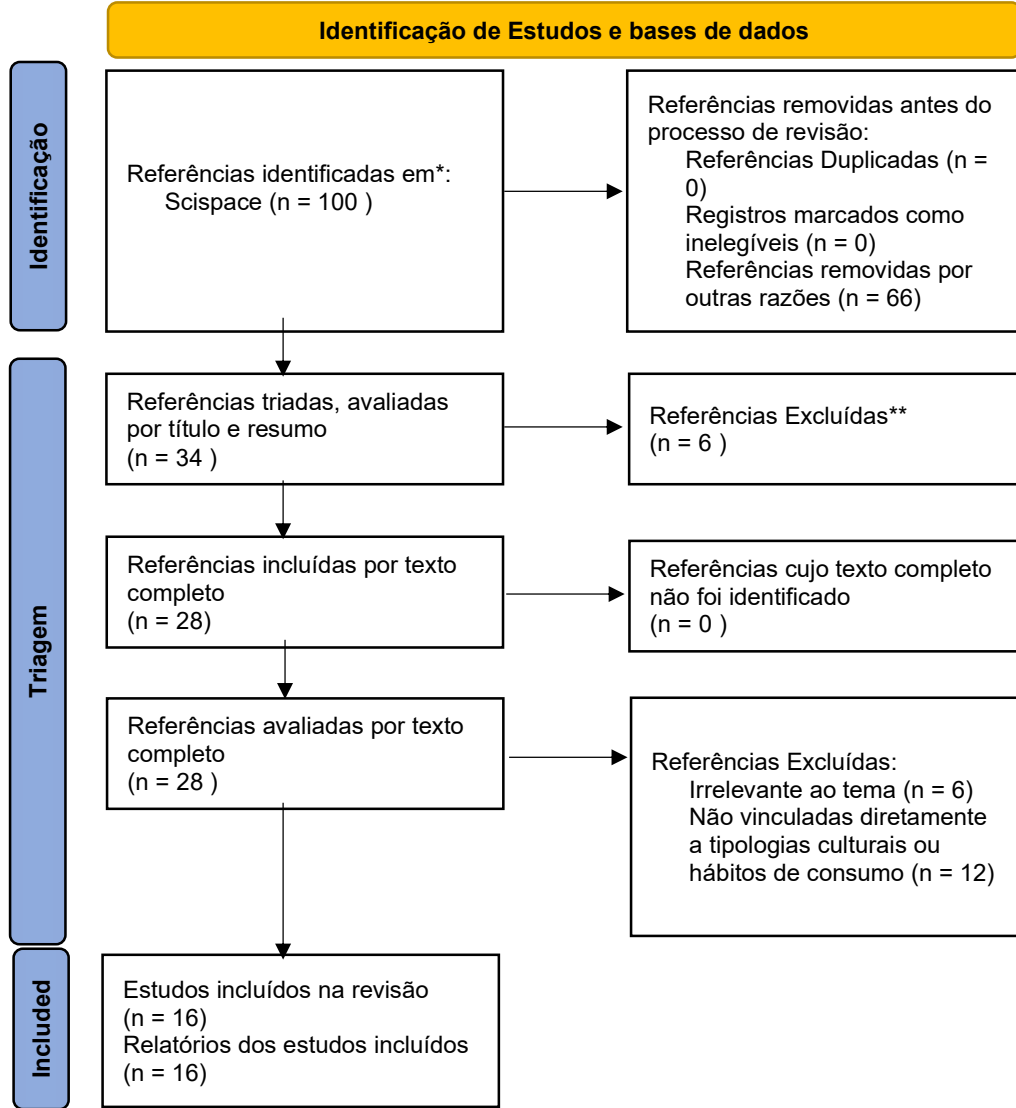 Identificação de Estudos e bases de dados
Identificação
Referências identificadas em*:
Scispace (n = 100 )
Referências removidas antes do
processo de revisão:
Referências Duplicadas (n =
0)
Registros marcados como
inelegíveis (n = 0)
Referências removidas por
outras razões (n = 66)
Triagem
Referências triadas, avaliadas
por título e resumo
(n = 34 )
Referências Excluídas**
(n = 6 )
Referências incluídas por texto
completo
(n = 28)
Referências cujo texto completo
não foi identificado
(n = 0 )
Referências avaliadas por texto
completo
(n = 28 )
Referências Excluídas:
Irrelevante ao tema (n = 6)
Não vinculadas diretamente
a tipologias culturais ou
hábitos de consumo (n = 12)
Included
Estudos incluídos na revisão
(n = 16)
Relatórios dos estudos incluídos
(n = 16)